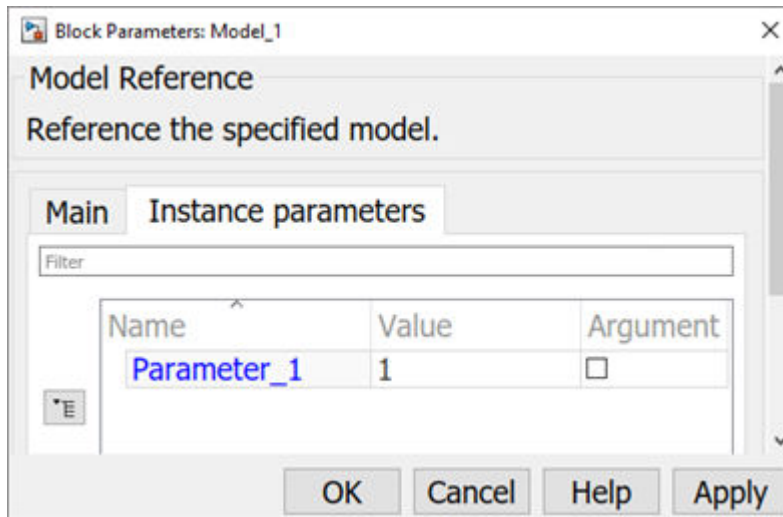 Block Parameters: Model_1
Model Reference
Reference the specified model.
Main Instance parameters
Filter
Name Value Argument
Parameter_1 1
OK Cancel Help Apply